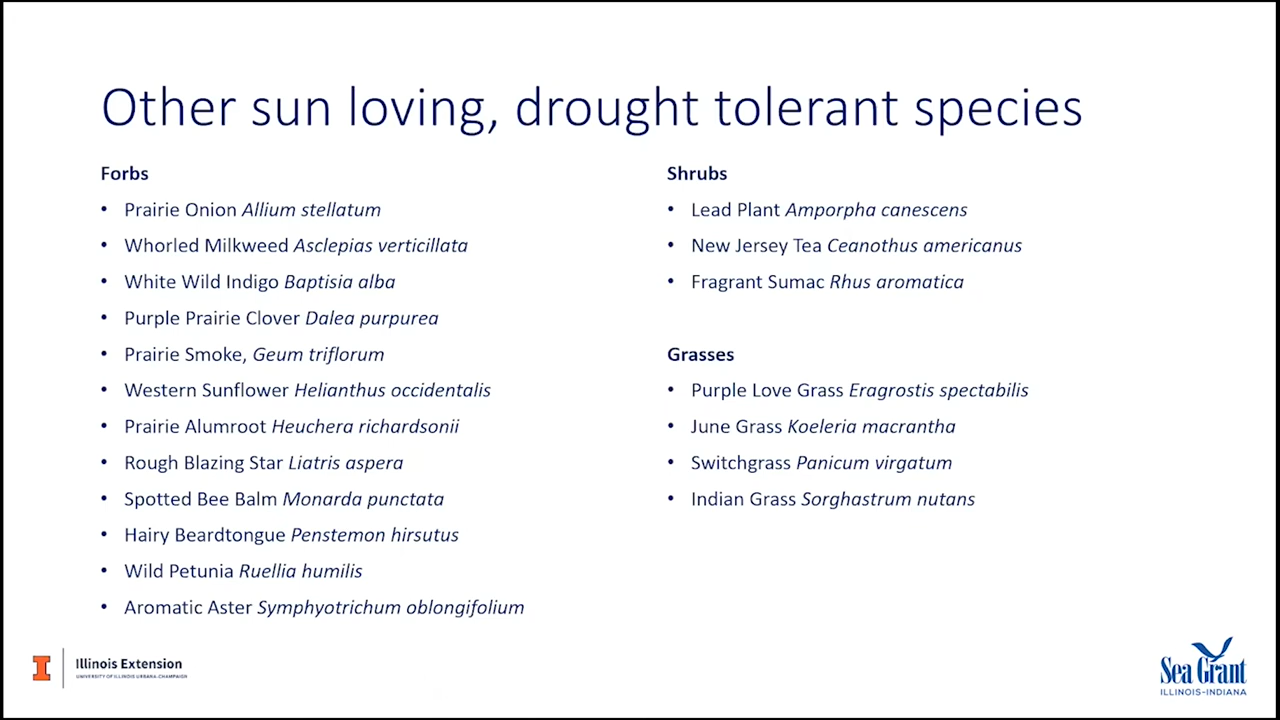 Other sun loving, drought tolerant species
Forbs
• Prairie Onion Allium stellatum
• Whorled Milkweed Asclepias verticillata
• White Wild Indigo Baptisia alba
• Purple Prairie Clover Dalea purpurea
• Prairie Smoke, Geum triflorum
• Western Sunflower Helianthus occidentalis
• Prairie Alumroot Heuchera richardsonii
• Rough Blazing Star Liatris aspera
• Spotted Bee Balm Monarda punctata
• Hairy Beardtongue Penstemon hirsutus
• Wild Petunia Ruellia humilis
• Aromatic Aster Symphyotrichum oblongifolium
Shrubs
• Lead Plant Amporpha canescens
• New Jersey Tea Ceanothus americanus
• Fragrant Sumac Rhus aromatica
Grasses
• Purple Love Grass Eragrostis spectabilis
• June Grass Koeleria macrantha
• Switchgrass Panicum virgatum
• Indian Grass Sorghastrum nutans
I
Illinois Extension
UNIVERSITY OF ILLINOIS URBANA-CHAMPAIGN
Sea Grant
ILLINOIS-INDIANA